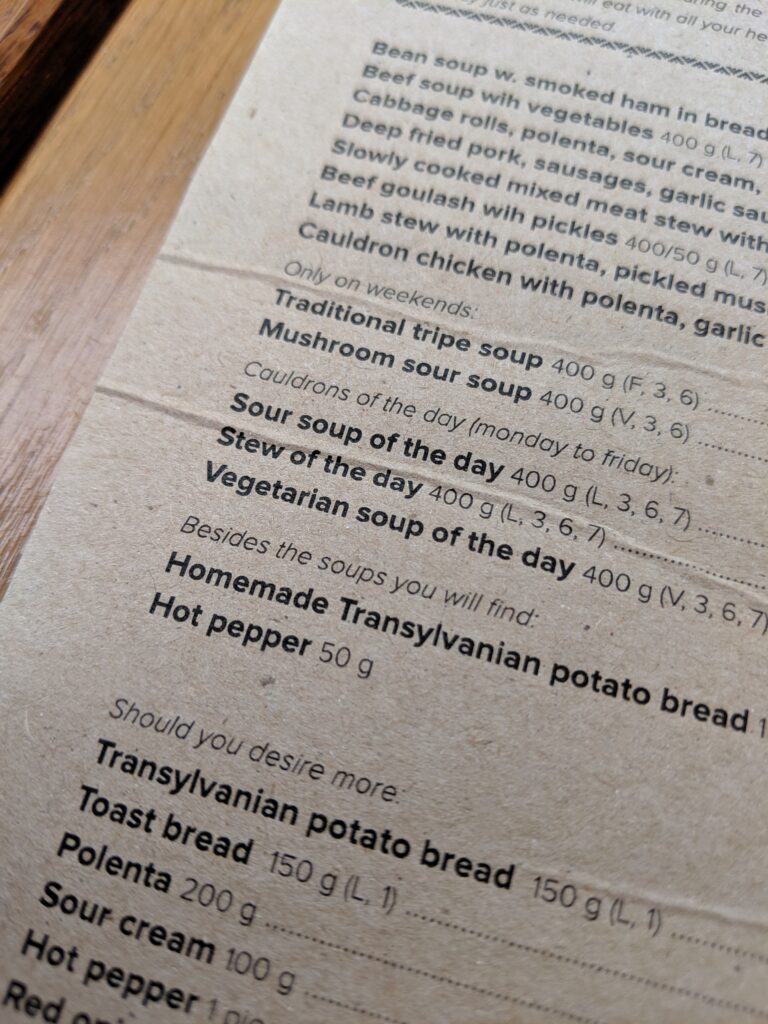 eat with all your
just as needed.
Bean soup w. smoked ham in bread
Beef soup wih vegetables 400 g (L, 7)
Cabbage rolls, polenta, sour cream,
Deep fried pork, sausages, garlic
Slowly cooked mixed meat stew with
Beef goulash wih pickles 400/50 g (L, 7)
Lamb stew with polenta, pickled
Cauldron chicken with polenta, garlic
Only on weekends:
Traditional tripe soup 400 g (F, 3, 6) ..........
Mushroom sour soup 400 g (V, 3, 6) ..........
Cauldrons of the day (monday to friday):
Sour soup of the day 400 g (L, 3, 6, 7) ..........
Stew of the day 400 g (L, 3, 6, 7) ....................
Vegetarian soup of the day 400 g (V, 3, 6, 7)
Besides the soups you will find:
Homemade Transylvanian potato bread
Hot pepper 50 g
Should you desire more:
Transylvanian potato bread 150 g (L, 1) ..........
Toast bread 150 g (L, 1) ..............................
Polenta 200 g ........................................
Sour cream 100 g ..............................
Hot pepper 1
Red